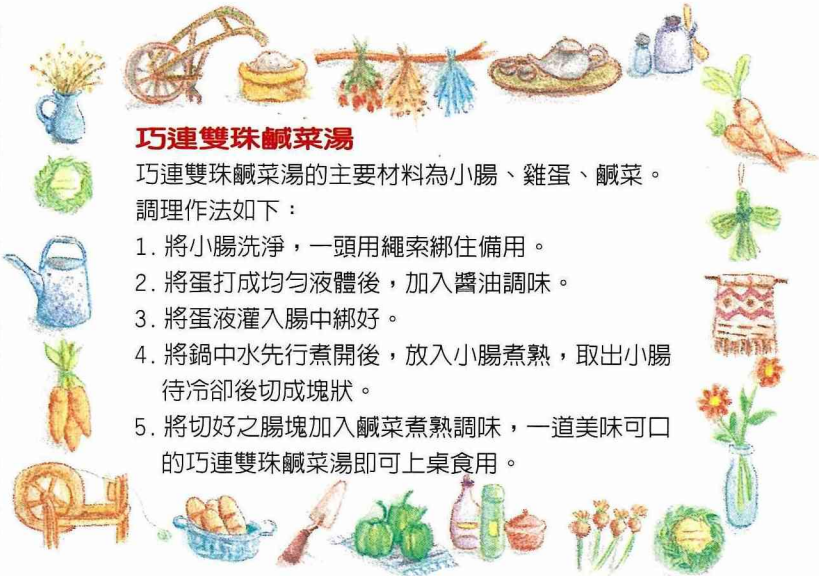 巧連雙珠鹹菜湯
巧連雙珠鹹菜湯的主要材料為小腸、雞蛋、鹹菜。
調理作法如下：
1. 將小腸洗淨，一頭用繩索綁住備用。
2. 將蛋打成均勻液體後，加入醬油調味。
3. 將蛋液灌入腸中綁好。
4. 將鍋中水先行煮開後，放入小腸煮熟，取出小腸
待冷卻後切成塊狀。
5. 將切好之腸塊加入鹹菜煮熟調味，一道美味可口
的巧連雙珠鹹菜湯即可上桌食用。